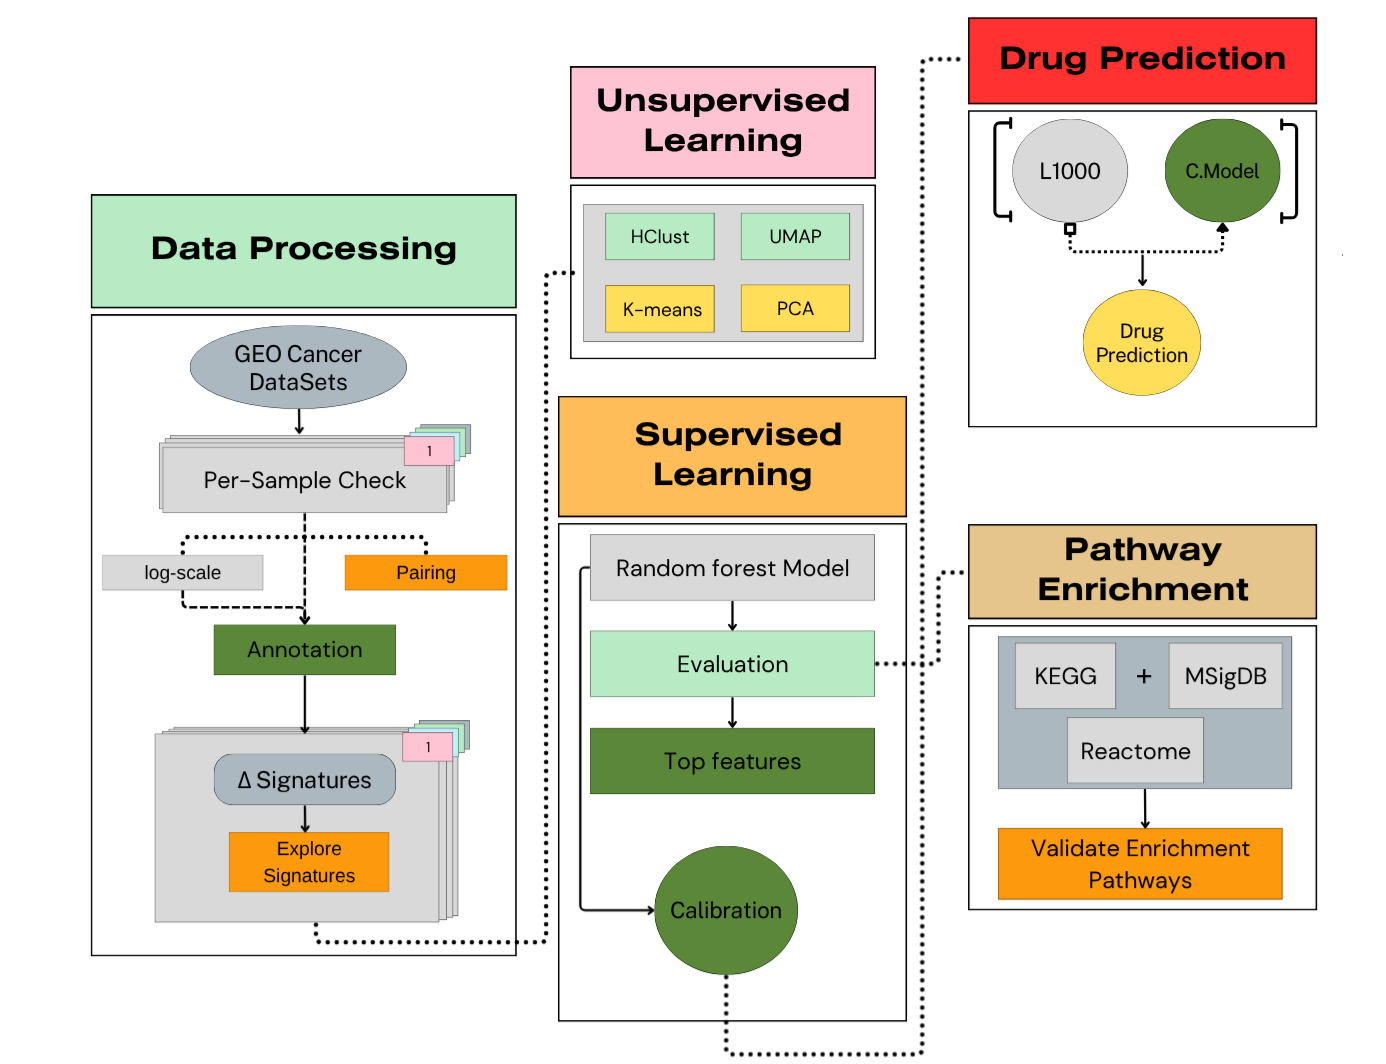 Data Processing
GEO Cancer
DataSets
1
Per-Sample Check
log-scale
Pairing
Annotation
1
Δ Signatures
Explore
Signatures
Unsupervised
Learning
HClust
UMAP
K-means
PCA
Supervised
Learning
Random forest Model
Evaluation
Top features
Calibration
Drug Prediction
L1000
C.Model
Drug
Prediction
Pathway
Enrichment
KEGG
+
MSigDB
Reactome
Validate Enrichment
Pathways